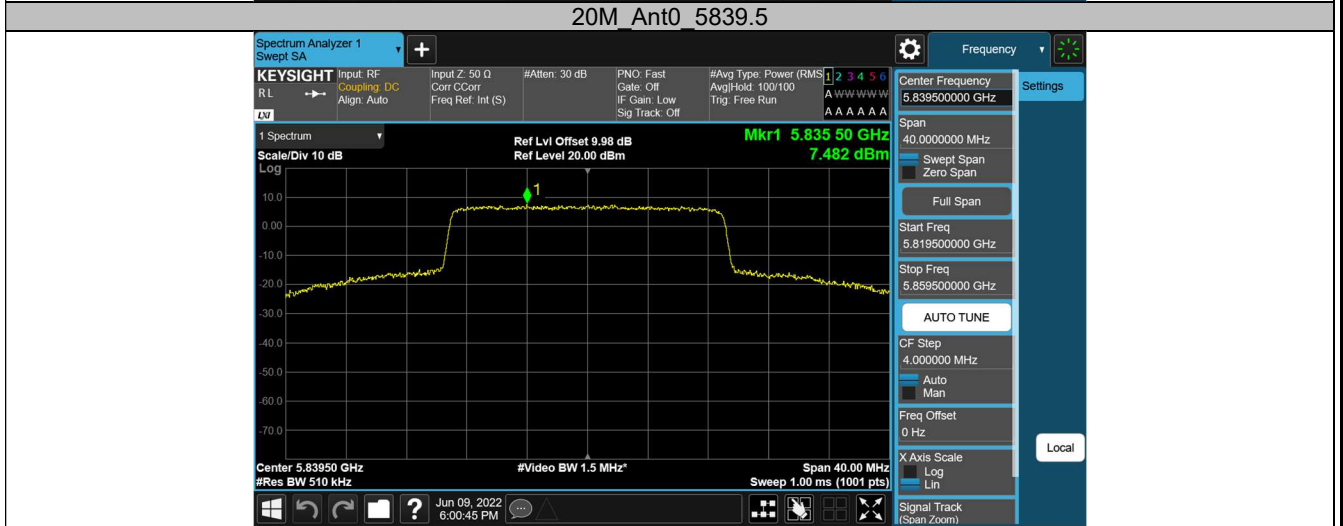 20M_Ant0_5839.5
Spectrum Analyzer 1
Swept SA
Frequency
KEYSIGHT
RL
LXI
Input: RF
Coupling: DC
Align: Auto
Input Z: 50 Ω
Corr CCorr
Freq Ref: Int (S)
#Atten: 30 dB
PNO: Fast
Gate: Off
IF Gain: Low
Sig Track: Off
#Avg Type: Power (RMS
Avg|Hold: 100/100
Trig: Free Run
1 2 3 4 5 6
A W W W W W
A A A A A A
1 Spectrum
Scale/Div 10 dB
Log
Ref Lvl Offset 9.98 dB
Ref Level 20.00 dBm
Mkr1 5.835 50 GHz
7.482 dBm
1
10.0
0.00
-10.0
-20.0
-30.0
-40.0
-50.0
-60.0
-70.0
Center 5.83950 GHz
#Res BW 510 kHz
#Video BW 1.5 MHz*
Span 40.00 MHz
Sweep 1.00 ms (1001 pts)
Center Frequency
5.839500000 GHz
Settings
Span
40.0000000 MHz
Swept Span
Zero Span
Full Span
Start Freq
5.819500000 GHz
Stop Freq
5.859500000 GHz
AUTO TUNE
CF Step
4.000000 MHz
Auto
Man
Freq Offset
0 Hz
X Axis Scale
Log
Lin
Signal Track
(Span Zoom)
Local
?
Jun 09, 2022
6:00:45 PM